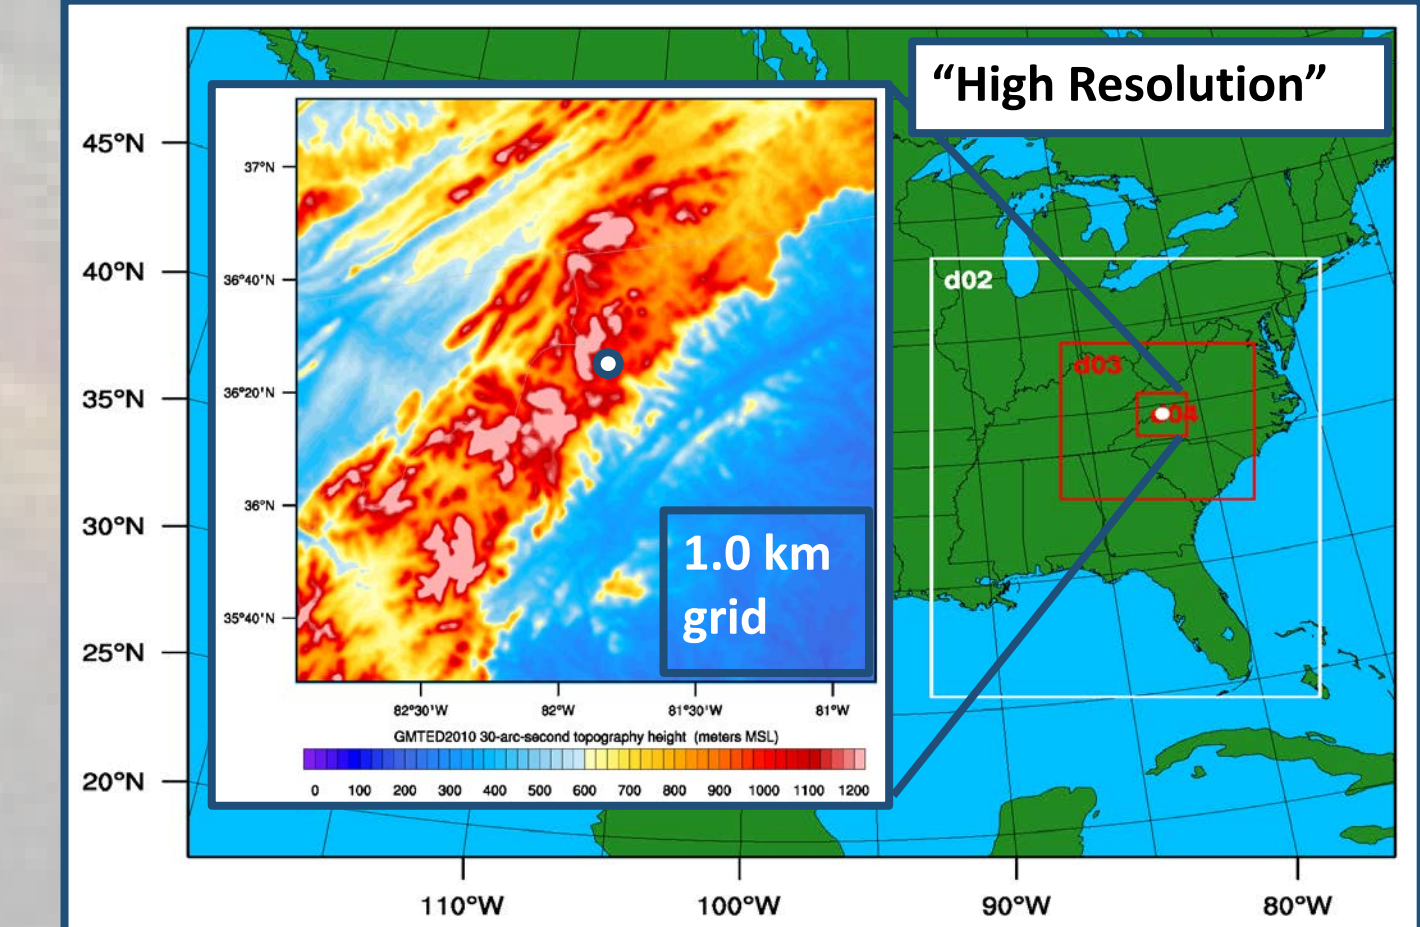 “High Resolution”
45°N
40°N
35°N
30°N
25°N
20°N
110°W 100°W 90°W 80°W
d02
d03
d04
37°N
36°40'N
36°20'N
36°N
35°40'N
1.0 km
grid
82°30'W 82°W 81°30'W 81°W
GMTED2010 30-arc-second topography height (meters MSL)
0 100 200 300 400 500 600 700 800 900 1000 1100 1200